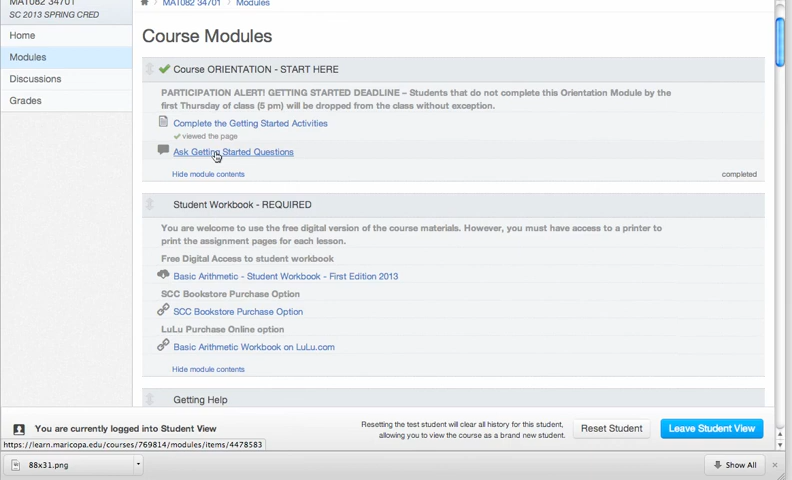 MAT082 34701
SC 2013 SPRING CRED
Home
Modules
Discussions
Grades
MAT082 34701
Modules
Course Modules
Course ORIENTATION - START HERE
PARTICIPATION ALERT! GETTING STARTED DEADLINE – Students that do not complete this Orientation Module by the
first Thursday of class (5 pm) will be dropped from the class without exception.
Complete the Getting Started Activities
viewed the page
Ask Getting Started Questions
Hide module contents
completed
Student Workbook - REQUIRED
You are welcome to use the free digital version of the course materials. However, you must have access to a printer to
print the assignment pages for each lesson.
Free Digital Access to student workbook
Basic Arithmetic - Student Workbook - First Edition 2013
SCC Bookstore Purchase Option
SCC Bookstore Purchase Option
LuLu Purchase Online option
Basic Arithmetic Workbook on LuLu.com
Hide module contents
Getting Help
You are currently logged into Student View
Resetting the test student will clear all history for this student,
allowing you to view the course as a brand new student.
Reset Student
Leave Student View
https://learn.maricopa.edu/courses/769814/modules/items/4478583
88x31.png
Show All